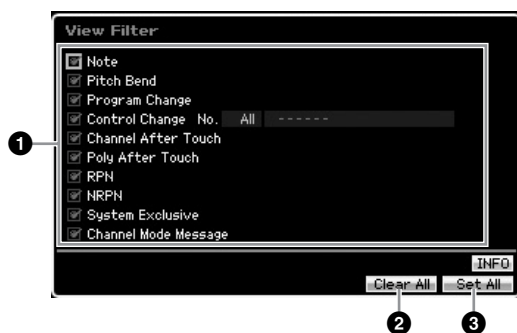 View Filter
Note
Pitch Bend
Program Change
Control Change No. All ------
Channel After Touch
Poly After Touch
RPN
NRPN
System Exclusive
Channel Mode Message
INFO
Clear All Set All
1
2 3